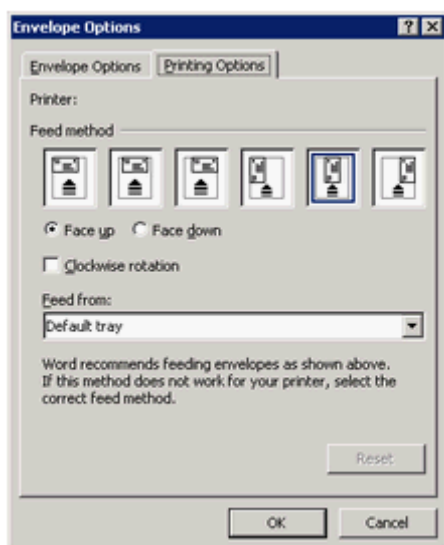 Envelope Options
Envelope Options Printing Options
Printer:
Feed method
Face up Face down
Clockwise rotation
Feed from:
Default tray
Word recommends feeding envelopes as shown above.
If this method does not work for your printer, select the
correct feed method.
Reset
OK Cancel